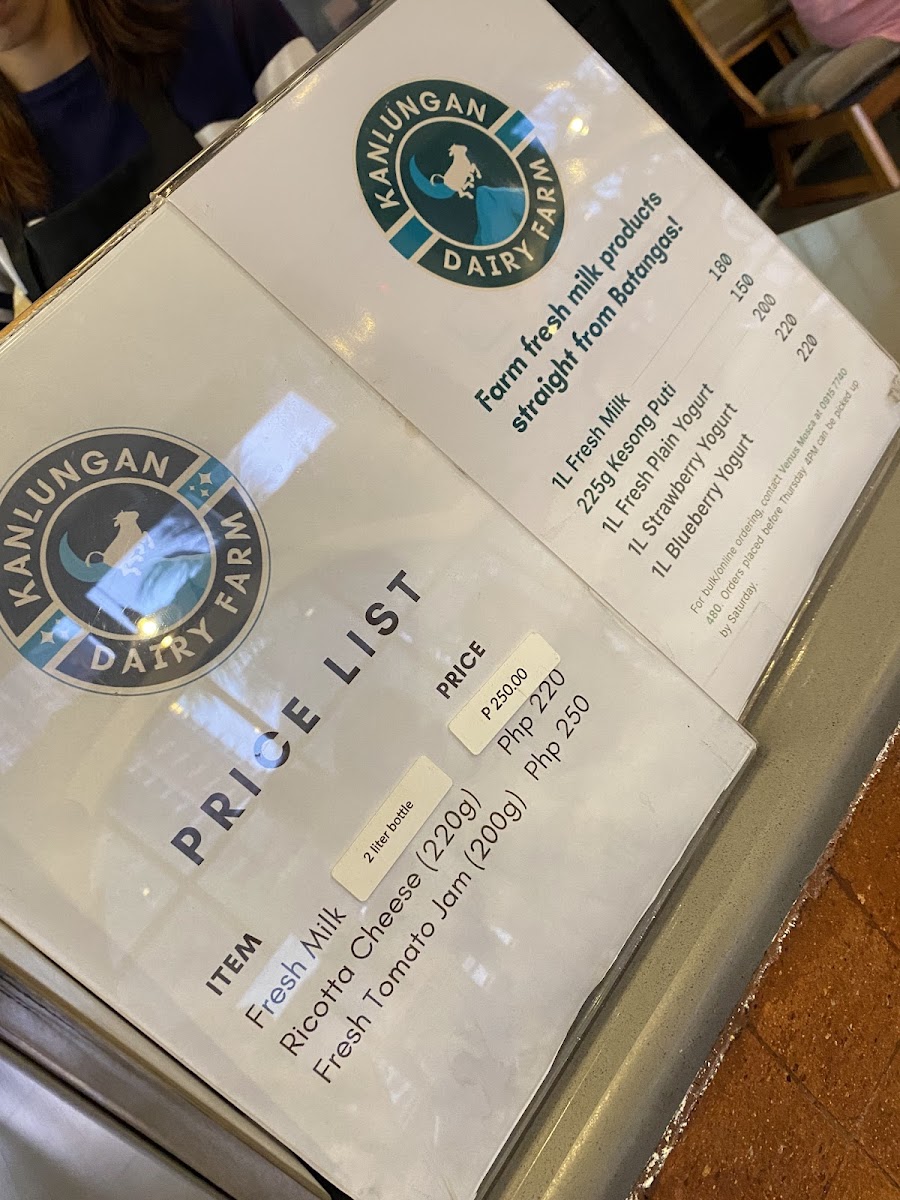 KANLUNGAN
DAIRY FARM
Farm fresh milk products
straight from Batangas!
1L Fresh Milk 180
225g Kesong Puti 150
1L Fresh Plain Yogurt 200
1L Strawberry Yogurt 220
1L Blueberry Yogurt 220
For bulk/online ordering, contact Venus Mosca at 0915 7740
480. Orders placed before Thursday 4PM can be picked up
by Saturday.
KANLUNGAN
DAIRY FARM
PRICE LIST
ITEM PRICE
Fresh Milk 2 liter bottle P 250.00
Ricotta Cheese (220g) Php 220
Fresh Tomato Jam (200g) Php 250